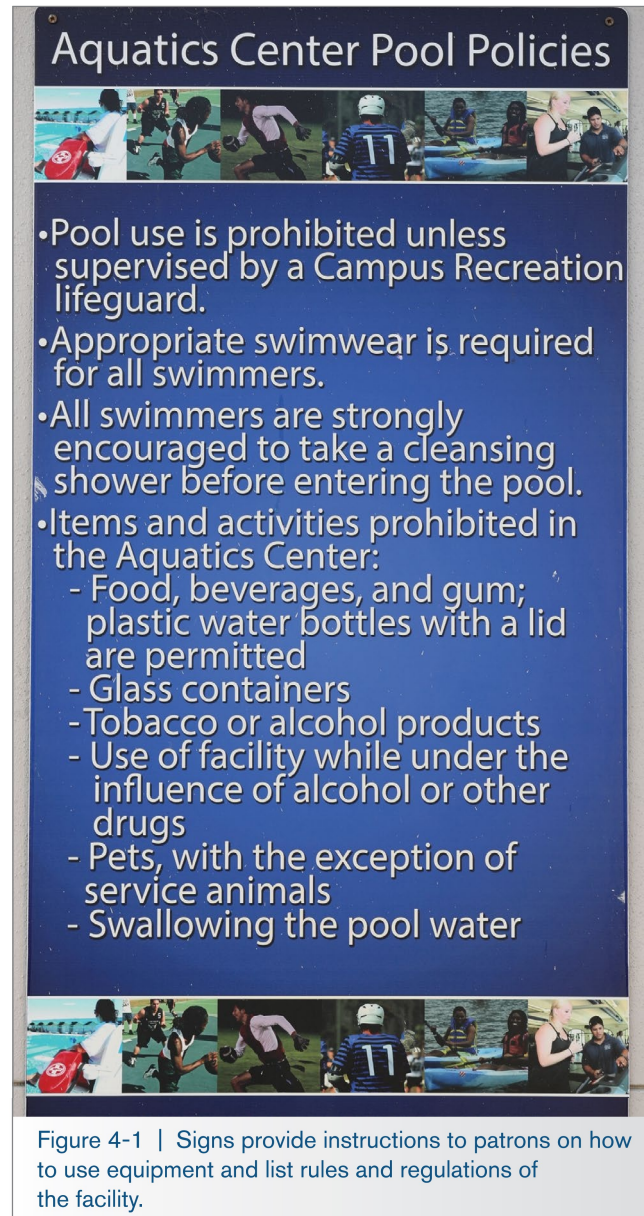 Aquatics Center Pool Policies
11
•Pool use is prohibited unless
supervised by a Campus Recreation
lifeguard.
•Appropriate swimwear is required
for all swimmers.
•All swimmers are strongly
encouraged to take a cleansing
shower before entering the pool.
•Items and activities prohibited in
the Aquatics Center:
- Food, beverages, and gum;
plastic water bottles with a lid
are permitted
- Glass containers
-Tobacco or alcohol products
- Use of facility while under the
influence of alcohol or other
drugs
- Pets, with the exception of
service animals
- Swallowing the pool water
11
Figure 4-1 | Signs provide instructions to patrons on how
to use equipment and list rules and regulations of
the facility.